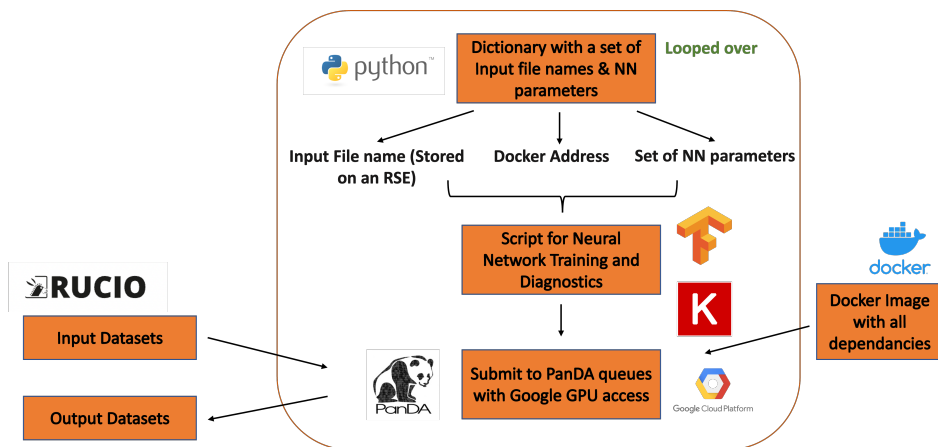 Dictionary with a set of
Input file names & NN
parameters
Looped over
python™
Input File name (Stored
on an RSE)
Docker Address
Set of NN parameters
Script for Neural
Network Training and
Diagnostics
K
docker
RUCIO
Input Datasets
Docker Image
with all
dependancies
Submit to PanDA queues
with Google GPU access
PanDA
Google Cloud Platform
Output Datasets